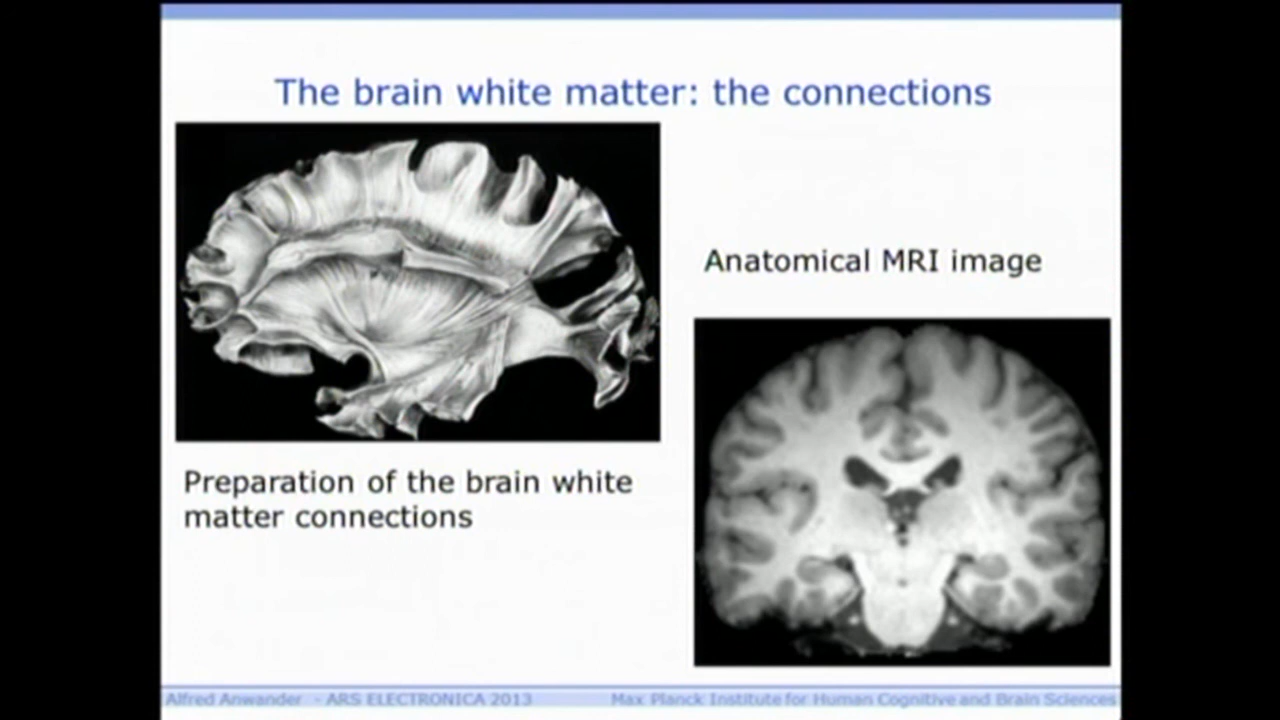 The brain white matter: the connections
Anatomical MRI image
Preparation of the brain white
matter connections
Alfred Anwander - ARS ELECTRONICA 2013
Max Planck Institute for Human Cognitive and Brain Sciences